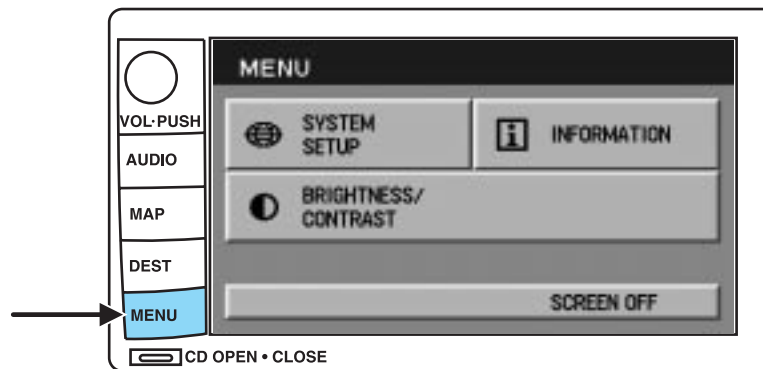 MENU
VOL·PUSH
SYSTEM
SETUP
INFORMATION
AUDIO
BRIGHTNESS/
CONTRAST
MAP
DEST
SCREEN OFF
MENU
CD OPEN • CLOSE